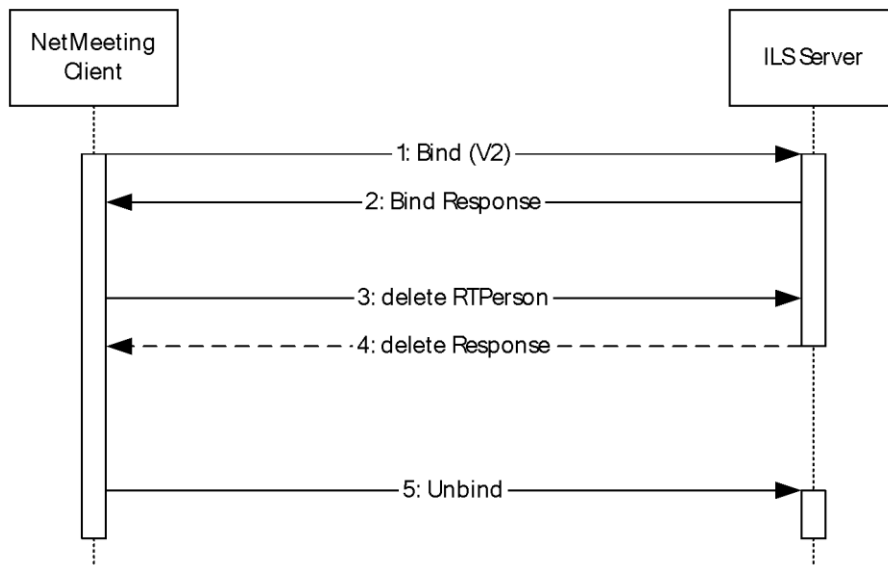 NetMeeting
Client
ILS Server
1: Bind (V2)
2: Bind Response
3: delete RTPerson
4: delete Response
5: Unbind